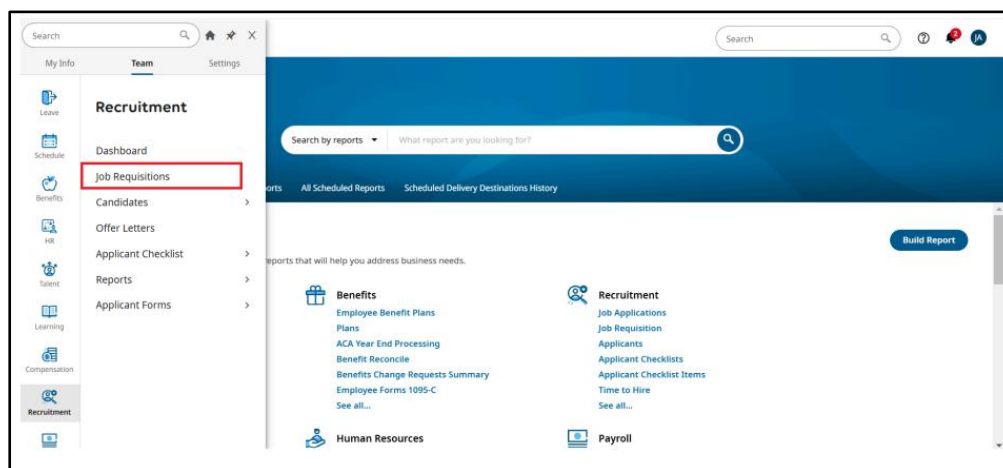 Search
My Info Team Settings
Leave
Schedule
Benefits
HR
Talent
Learning
Compensation
Recruitment
Recruitment
Dashboard
Job Requisitions
Candidates
Offer Letters
Applicant Checklist
Reports
Applicant Forms
Search
2
JA
Search by reports What report are you looking for?
orts All Scheduled Reports Scheduled Delivery Destinations History
Build Report
reports that will help you address business needs.
Benefits
Employee Benefit Plans
Plans
ACA Year End Processing
Benefit Reconcile
Benefits Change Requests Summary
Employee Forms 1095-C
See all...
Recruitment
Job Applications
Job Requisition
Applicants
Applicant Checklists
Applicant Checklist Items
Time to Hire
See all...
Human Resources
Payroll